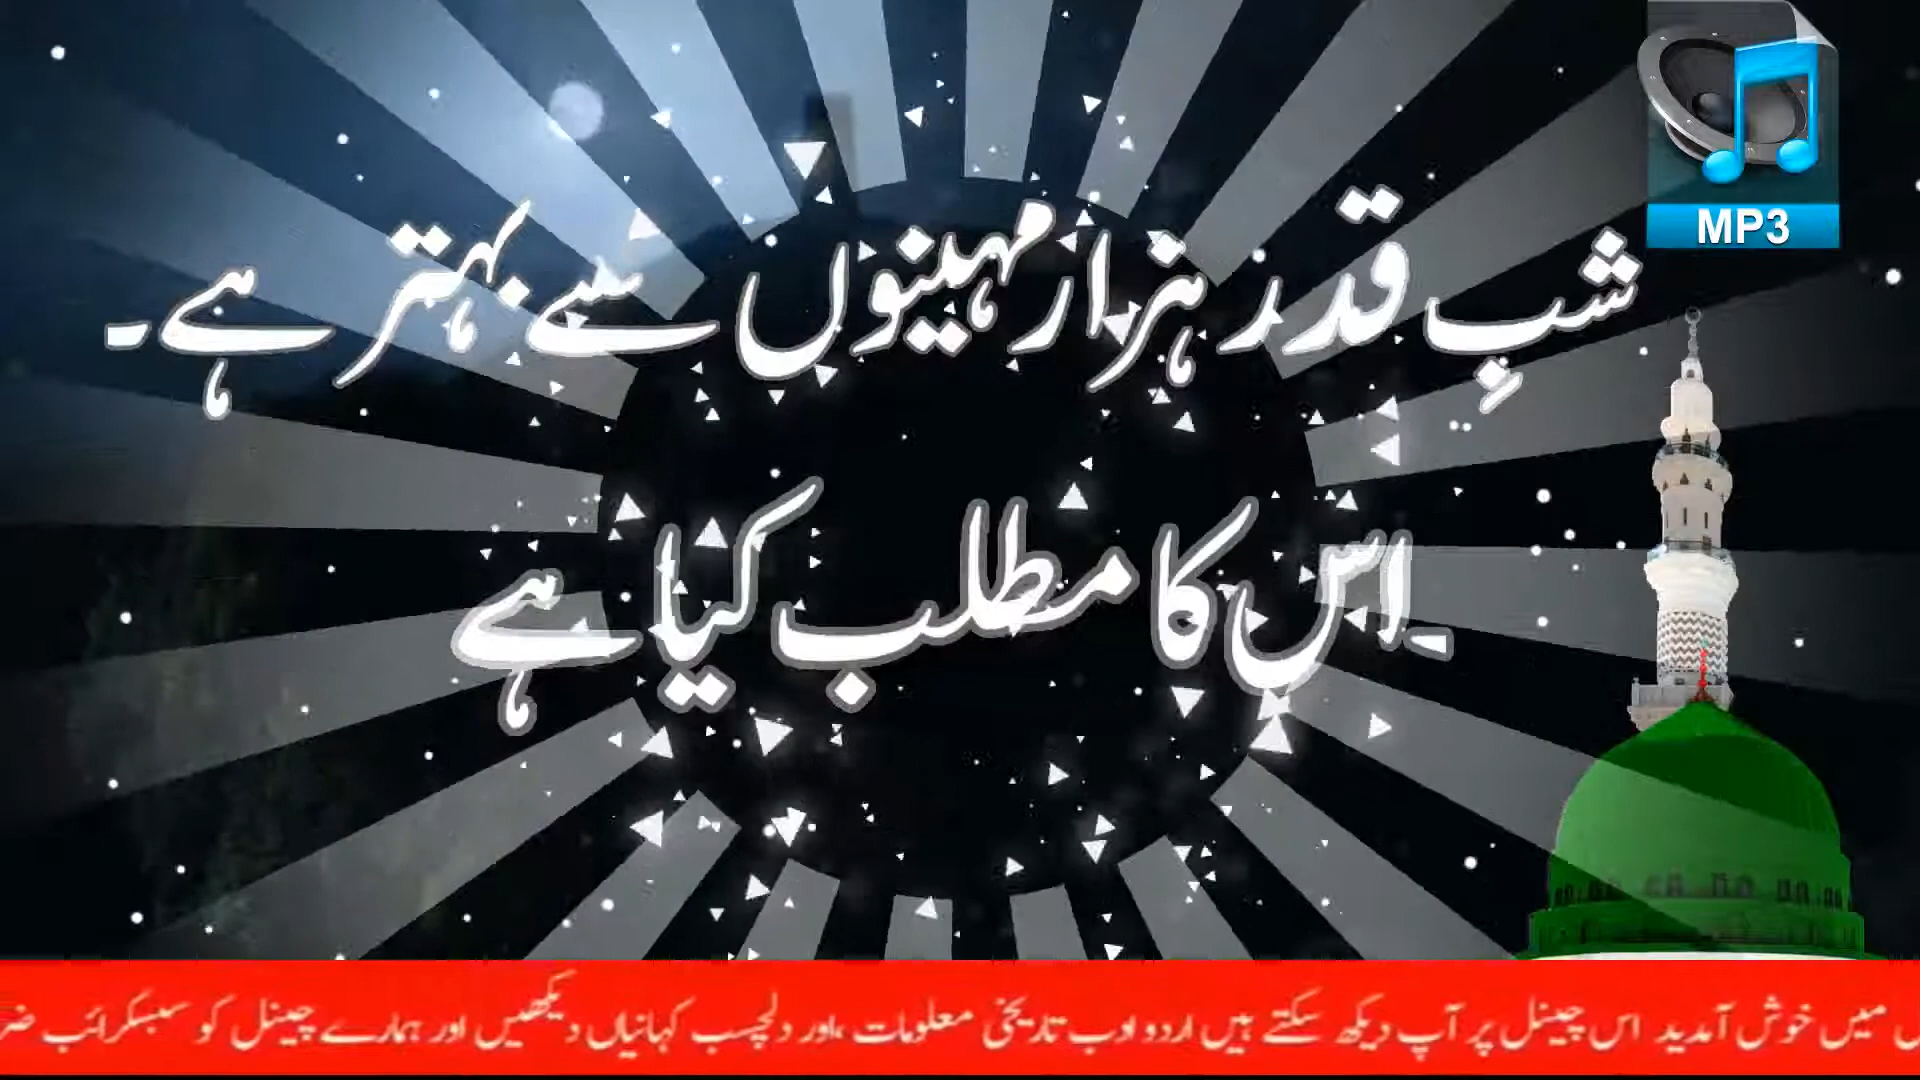 MP3
شبِ قدر ہزار مہینوں سے بہتر ہے۔
۔اس کا مطلب کیا ہے
میں خوش آمدید اس چینل پر آپ دیکھ سکتے ہیں اردو ادب تاریخی معلومات ،اور دلچسپ کہانیاں دیکھیں اور ہمارے چینل کو سبسکرائب